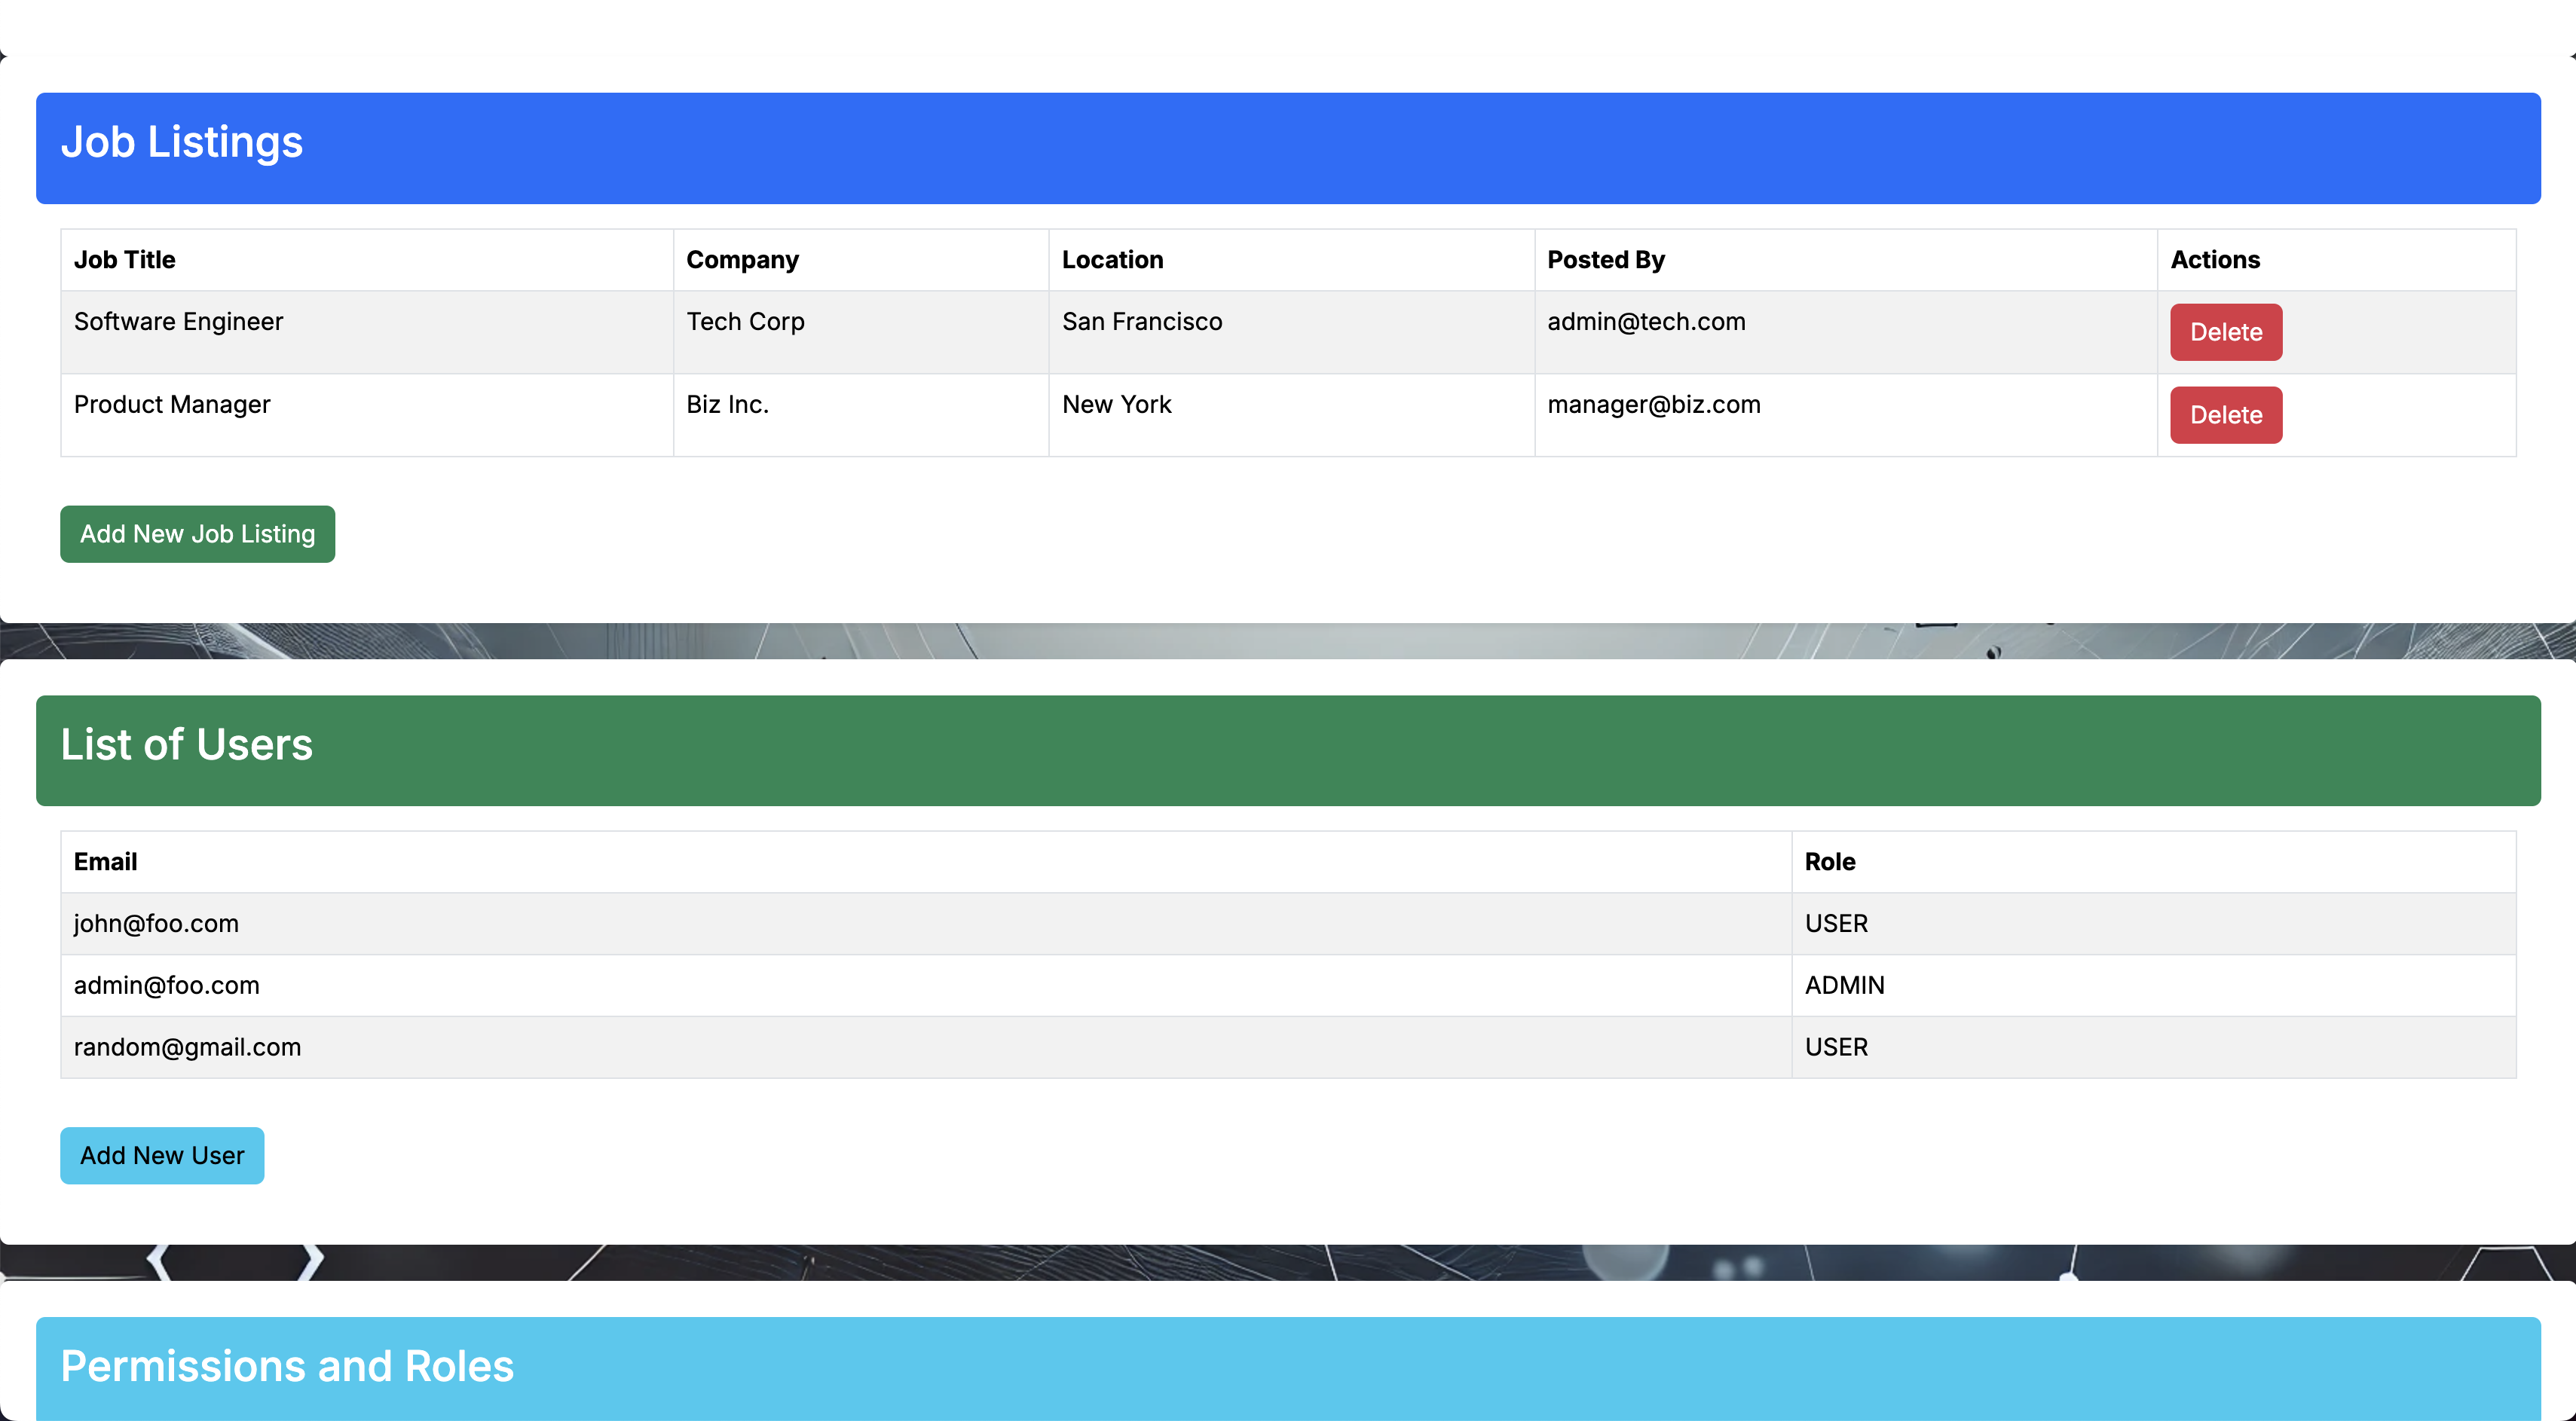 Job Listings
Job Title Company Location Posted By Actions
Software Engineer Tech Corp San Francisco admin@tech.com Delete
Product Manager Biz Inc. New York manager@biz.com Delete
Add New Job Listing
List of Users
Email Role
john@foo.com USER
admin@foo.com ADMIN
random@gmail.com USER
Add New User
Permissions and Roles